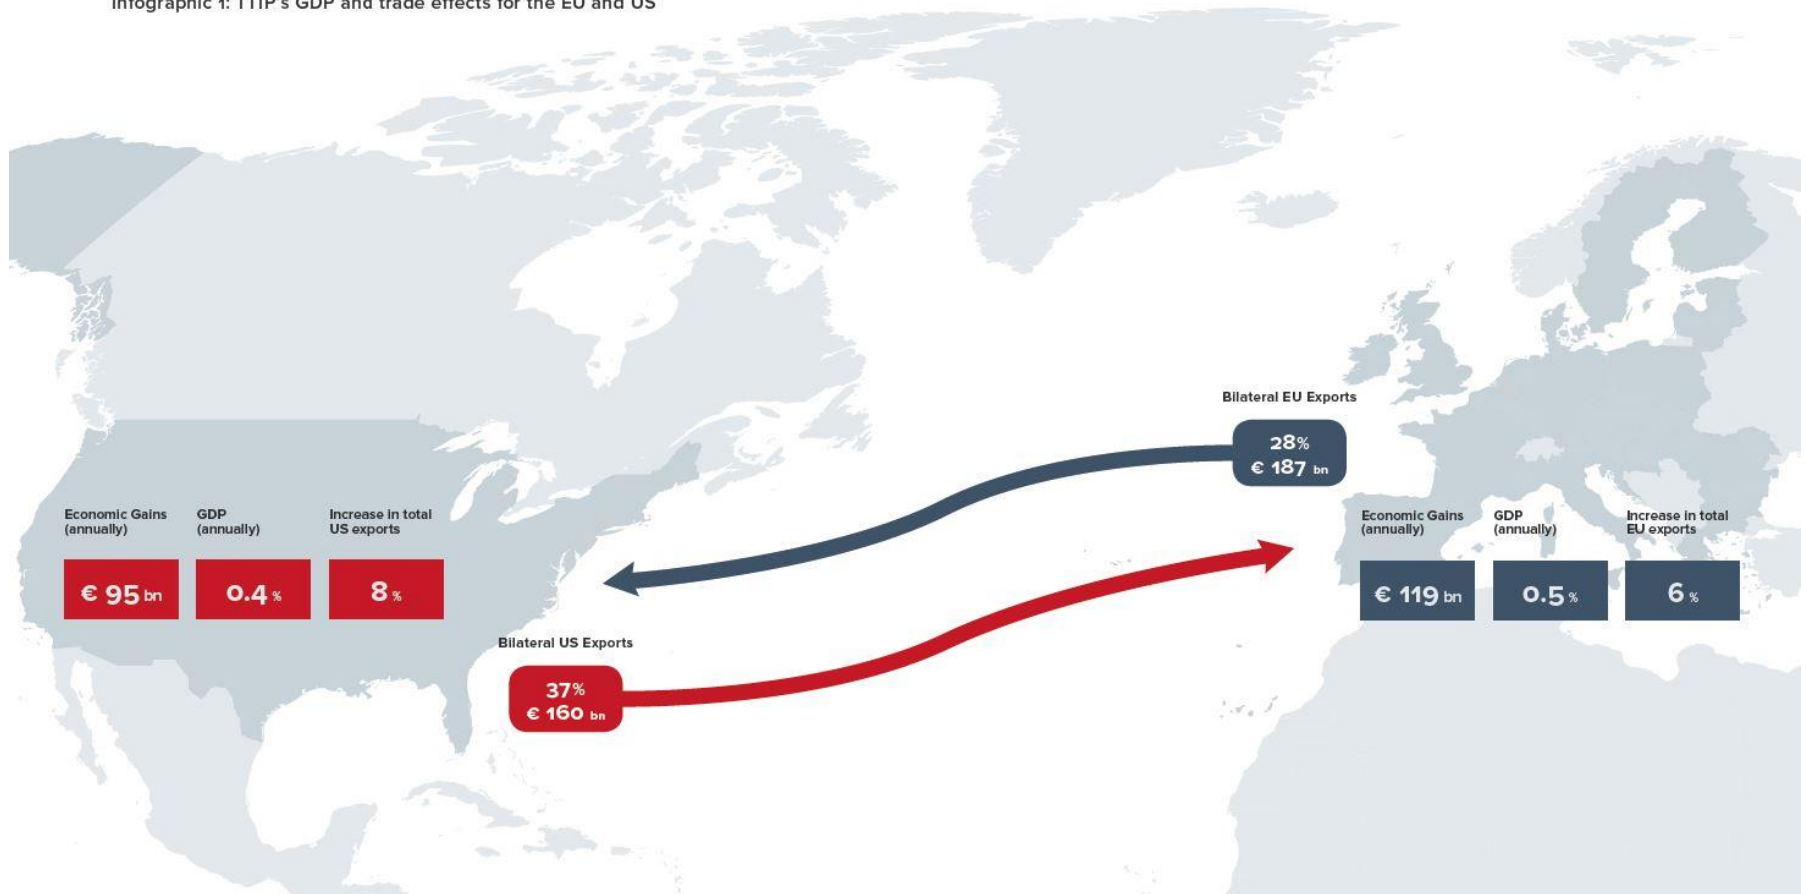 Infographic 1: TTIP's GDP and trade effects for the EU and US
Bilateral EU Exports
28%
€ 187 bn
Economic Gains
(annually)
GDP
(annually)
Increase in total
US exports
€ 95 bn
0.4 %
8 %
Economic Gains
(annually)
GDP
(annually)
Increase in total
EU exports
€ 119 bn
0.5 %
6 %
Bilateral US Exports
37%
€ 160 bn